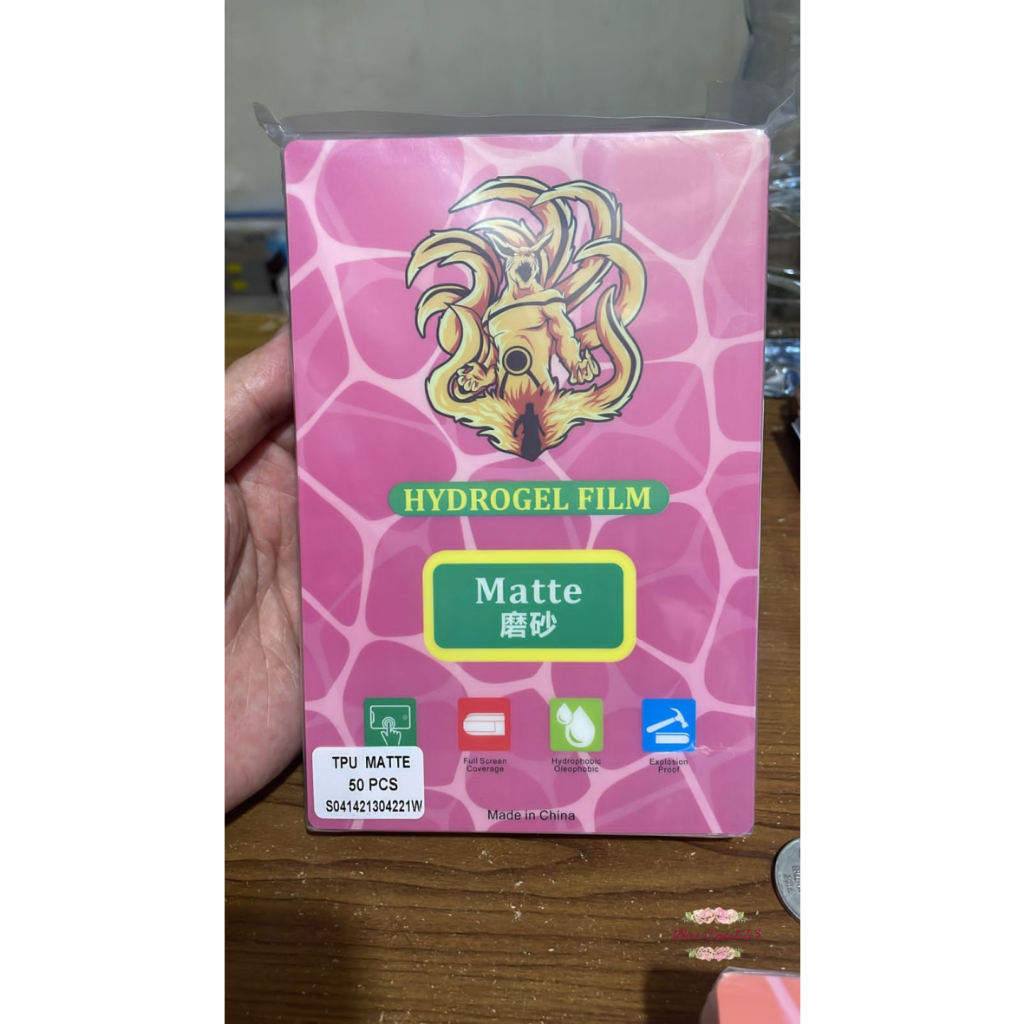 HYDROGEL FILM
Matte
磨砂
Full Screen
Coverage
Hydrophobic
Oleophobic
Explosion
Proof
TPU MATTE
50 PCS
S041421304221W
Made in China